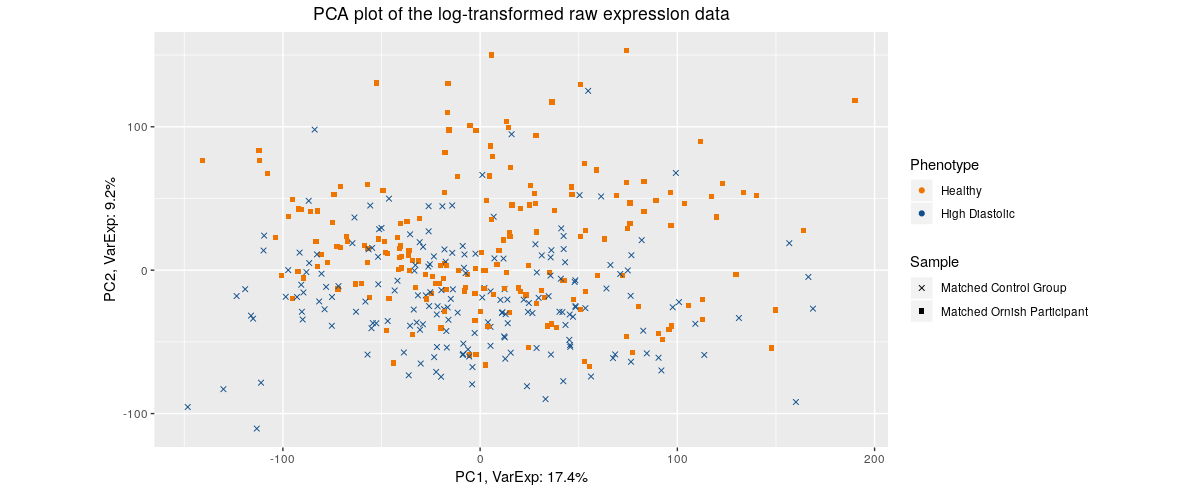 PCA plot of the log-transformed raw expression data
PC2, VarExp: 9.2%
100
0
-100
-100
0
100
200
PC1, VarExp: 17.4%
Phenotype
Healthy
High Diastolic
Sample
Matched Control Group
Matched Ornish Participant